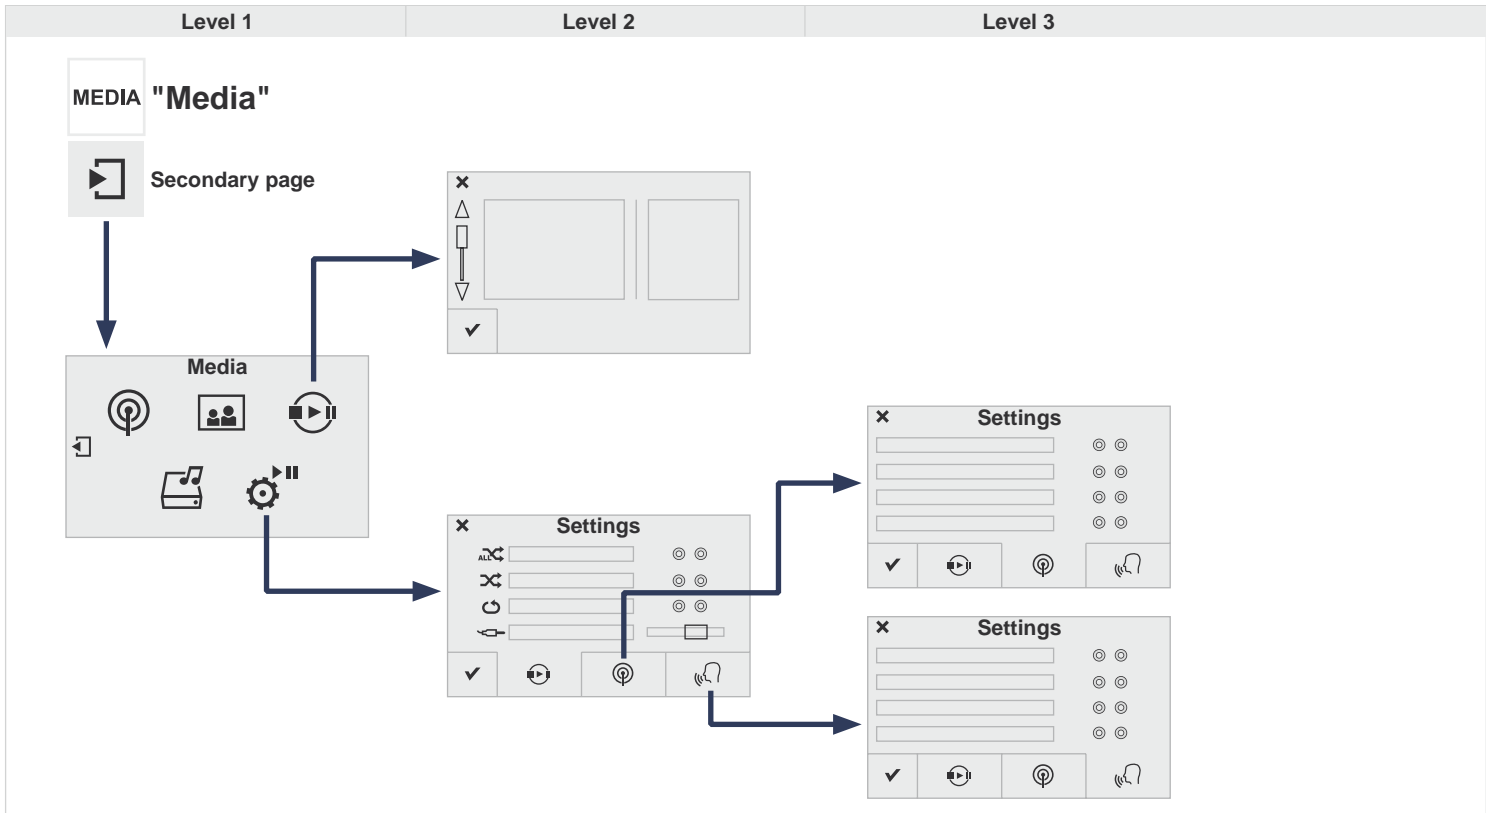 Level 1
Level 2
Level 3
MEDIA "Media"
Secondary page
Media
Settings
ALL
Settings
Settings